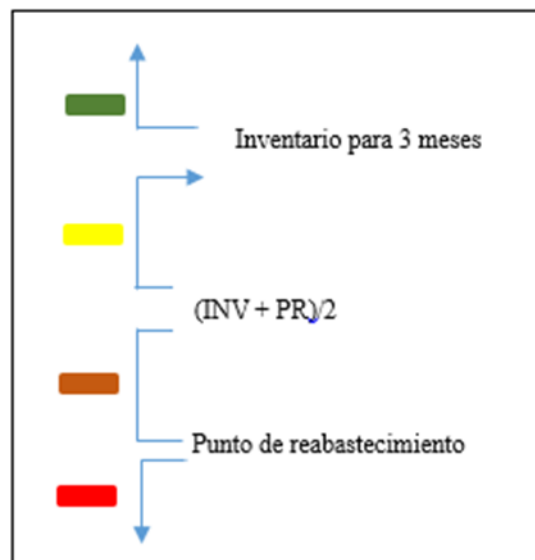 Inventario para 3 meses
(INV + PR)/2
Punto de reabastecimiento